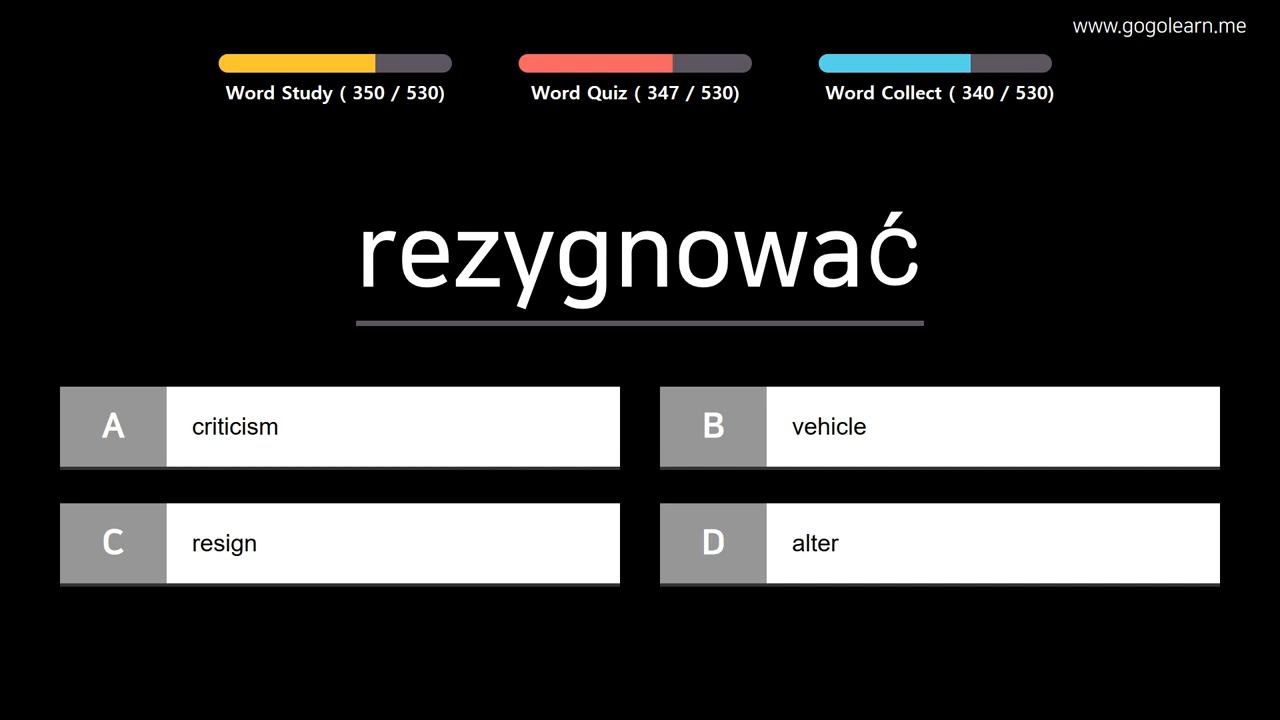 www.gogolearn.me
Word Study ( 350 / 530)
Word Quiz ( 347 / 530)
Word Collect ( 340 / 530)
rezygnować
A criticism
B vehicle
C resign
D alter